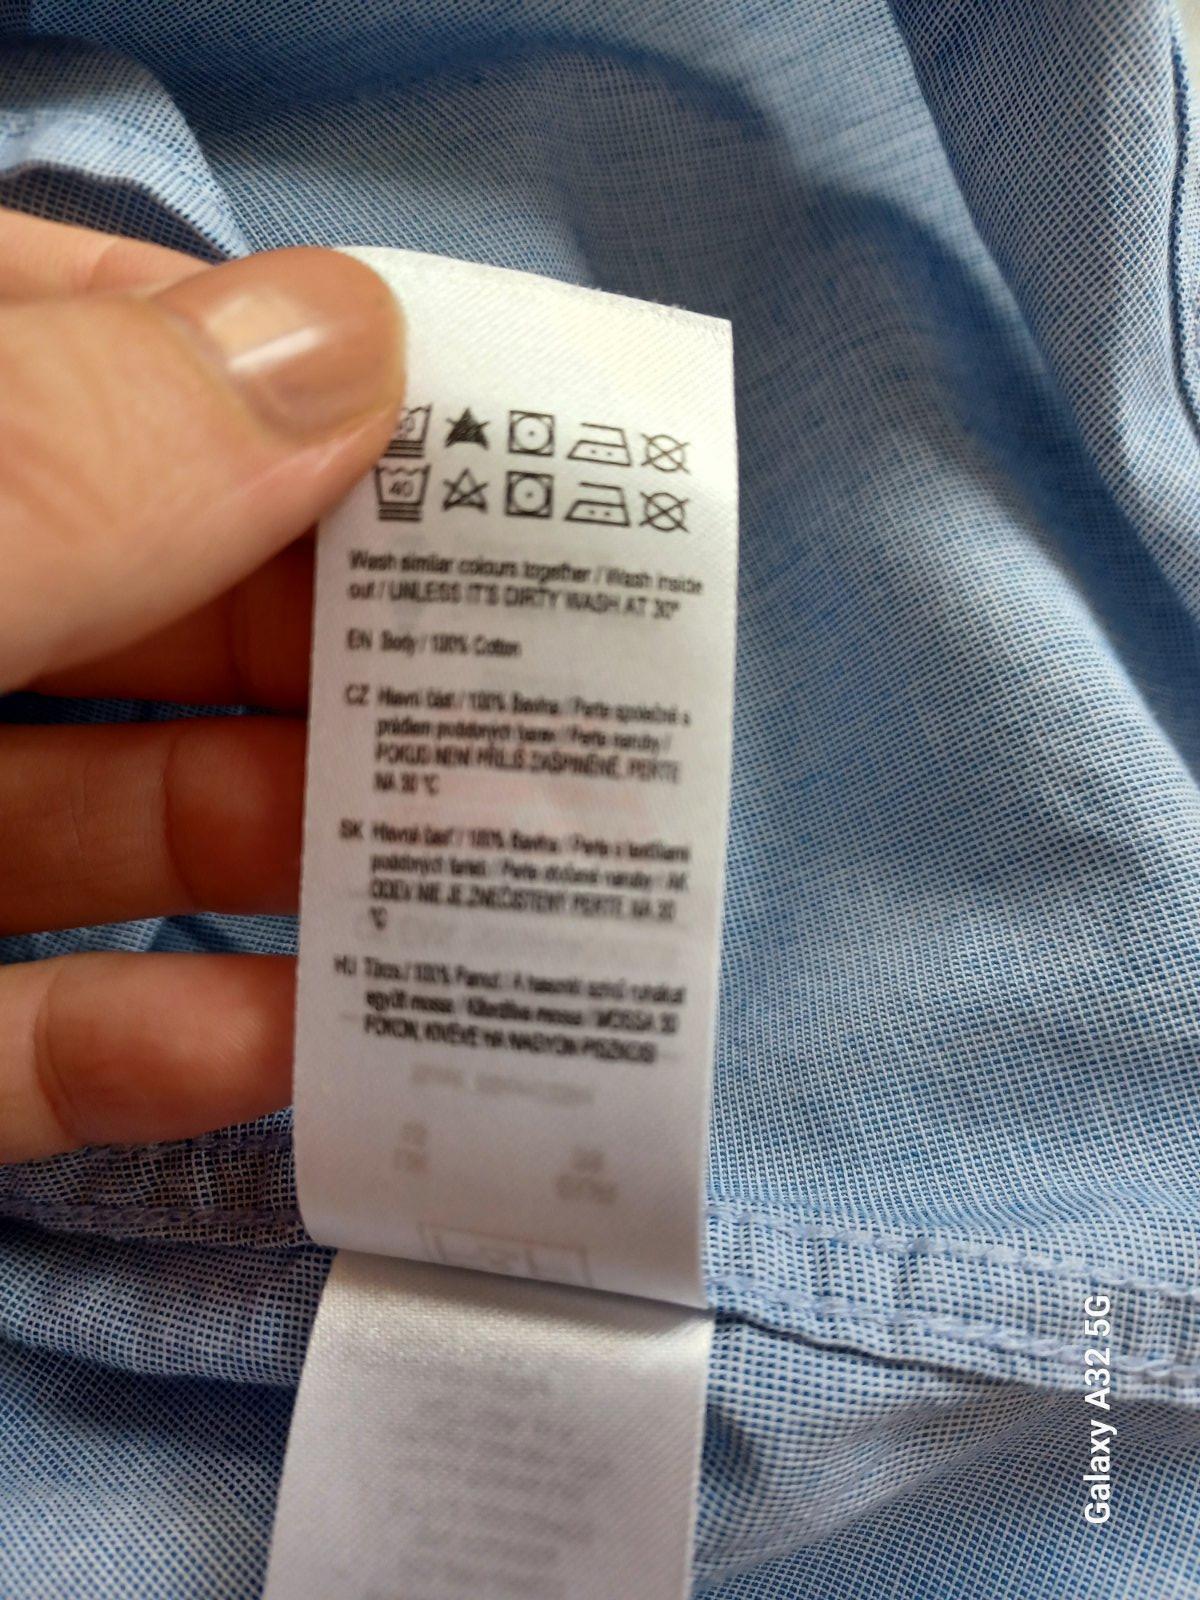 40
Wash similar colours together / Wash inside
out / UNLESS IT'S DIRTY WASH AT 30°
EN Body / 100% Cotton
CZ Hlavní část / 100% Bavlna / Perte společně s
prádlem podobných barev / Perte naruby /
POKUD NENÍ PŘÍLIŠ ZAŠPINĚNÉ, PERTE
NA 30 °C
SK Hlavná časť / 100% Bavlna / Perte s textíliami
podobných farieb / Perte otočené naruby / AK
ODEV NIE JE ZNEČISTENÝ PERTE NA 30
°C
HU Törzs / 100% Pamut / A hasonló színű ruhákat
együtt mossa / Kifordítva mossa / MOSSA 30
FOKON, KIVÉVE HA NAGYON PISZKOS
Galaxy A32 5G